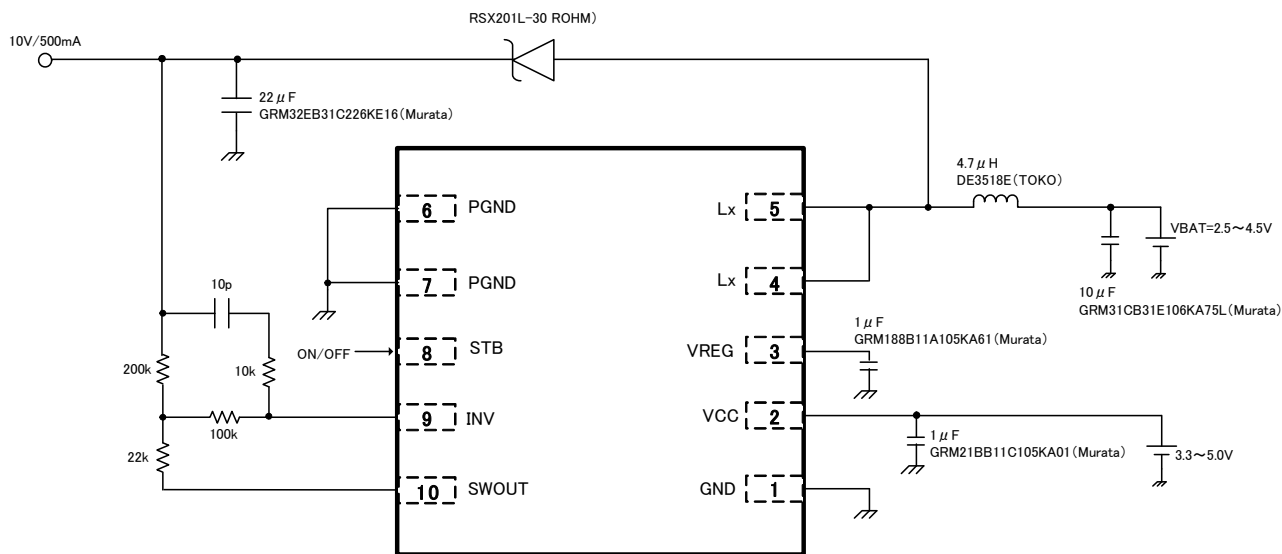 RSX201L-30 ROHM)
10V/500mA
22μF
GRM32EB31C226KE16(Murata)
4.7μH
DE3518E(TOKO)
6 PGND
Lx 5
VBAT=2.5～4.5V
7 PGND
Lx 4
10p
10μF
GRM31CB31E106KA75L(Murata)
1μF
GRM188B11A105KA61(Murata)
ON/OFF
8 STB
VREG 3
200k
10k
9 INV
VCC 2
100k
1μF
GRM21BB11C105KA01(Murata)
22k
3.3～5.0V
10 SWOUT
GND 1